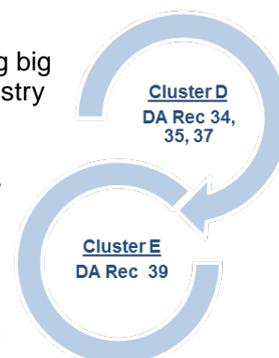 g big
stry
Cluster D
DA Rec 34,
35, 37
Cluster E
DA Rec 39